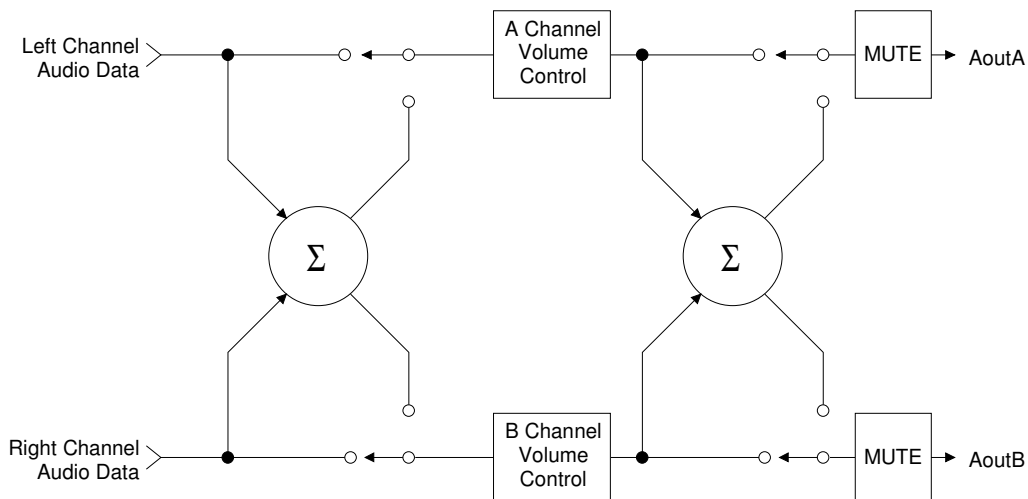 Left Channel
Audio Data
A Channel
Volume
Control
MUTE
AoutA
Σ
Σ
Right Channel
Audio Data
B Channel
Volume
Control
MUTE
AoutB